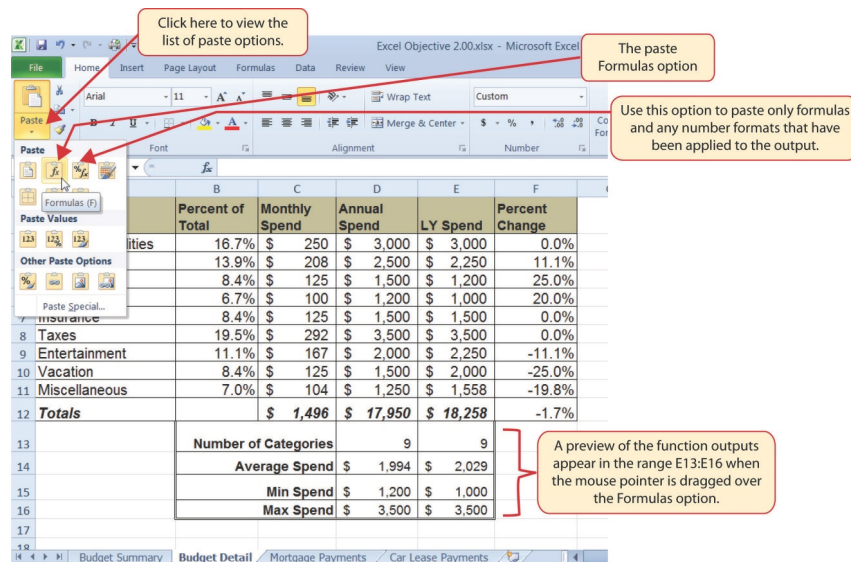 Click here to view the
list of paste options.
The paste
Formulas option
Use this option to paste only formulas
and any number formats that have
been applied to the output.
Excel Objective 2.00.xlsx - Microsoft Excel
File Home Insert Page Layout Formulas Data Review View
Paste Arial 11 A A Wrap Text Custom
B I U A Merge & Center $ % , .00
Font Alignment Number
Paste
fx
Formulas (F)
Paste Values
123 123 123
Other Paste Options
Paste Special...
B C D E F
Percent of Total Monthly Spend Annual Spend LY Spend Percent Change
ities 16.7% $ 250 $ 3,000 $ 3,000 0.0%
13.9% $ 208 $ 2,500 $ 2,250 11.1%
8.4% $ 125 $ 1,500 $ 1,200 25.0%
6.7% $ 100 $ 1,200 $ 1,000 20.0%
7 Insurance 8.4% $ 125 $ 1,500 $ 1,500 0.0%
8 Taxes 19.5% $ 292 $ 3,500 $ 3,500 0.0%
9 Entertainment 11.1% $ 167 $ 2,000 $ 2,250 -11.1%
10 Vacation 8.4% $ 125 $ 1,500 $ 2,000 -25.0%
11 Miscellaneous 7.0% $ 104 $ 1,250 $ 1,558 -19.8%
12 Totals $ 1,496 $ 17,950 $ 18,258 -1.7%
13 Number of Categories 9 9
14 Average Spend $ 1,994 $ 2,029
15 Min Spend $ 1,200 $ 1,000
16 Max Spend $ 3,500 $ 3,500
17
18
A preview of the function outputs
appear in the range E13:E16 when
the mouse pointer is dragged over
the Formulas option.
Budget Summary Budget Detail Mortgage Payments Car Lease Payments